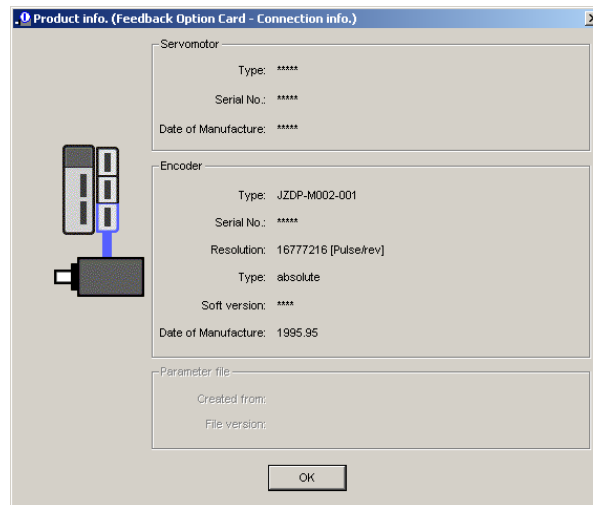 Product info. (Feedback Option Card - Connection info.)
Servomotor
Type: *****
Serial No.: *****
Date of Manufacture: *****
Encoder
Type: JZDP-M002-001
Serial No.: *****
Resolution: 16777216 [Pulse/rev]
Type: absolute
Soft version: ****
Date of Manufacture: 1995.95
Parameter file
Created from:
File version:
OK